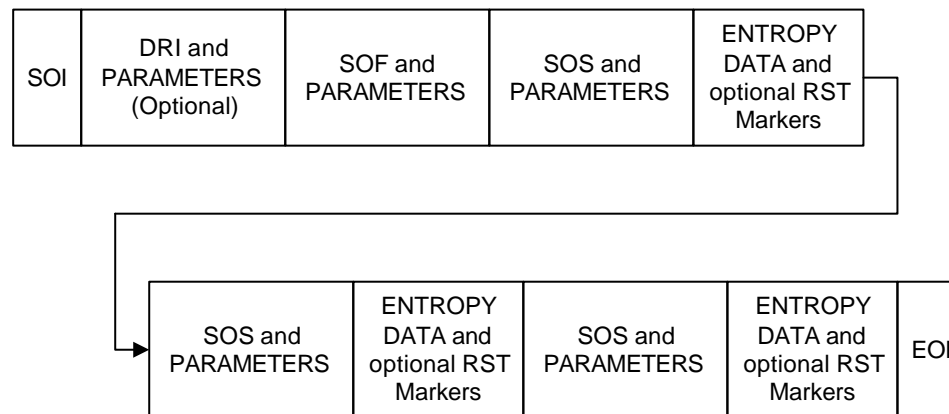 SOI
DRI and
PARAMETERS
(Optional)
SOF and
PARAMETERS
SOS and
PARAMETERS
ENTROPY
DATA and
optional RST
Markers
SOS and
PARAMETERS
ENTROPY
DATA and
optional RST
Markers
SOS and
PARAMETERS
ENTROPY
DATA and
optional RST
Markers
EOI